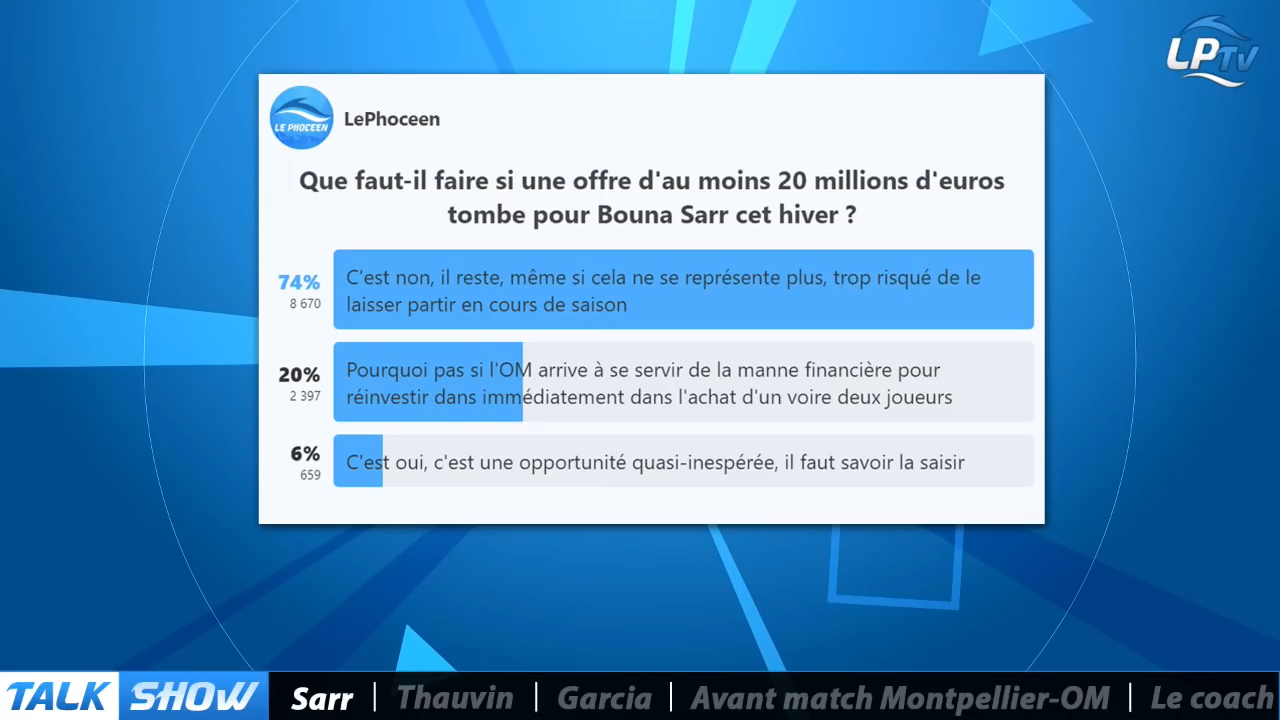 LPTV
LE PHOCEEN
LePhoceen
Que faut-il faire si une offre d'au moins 20 millions d'euros
tombe pour Bouna Sarr cet hiver ?
74%
8 670
C'est non, il reste, même si cela ne se représente plus, trop risqué de le
laisser partir en cours de saison
20%
2 397
Pourquoi pas si l'OM arrive à se servir de la manne financière pour
réinvestir dans immédiatement dans l'achat d'un voire deux joueurs
6%
659
C'est oui, c'est une opportunité quasi-inespérée, il faut savoir la saisir
TALK SHOW Sarr | Thauvin | Garcia | Avant match Montpellier-OM | Le coach